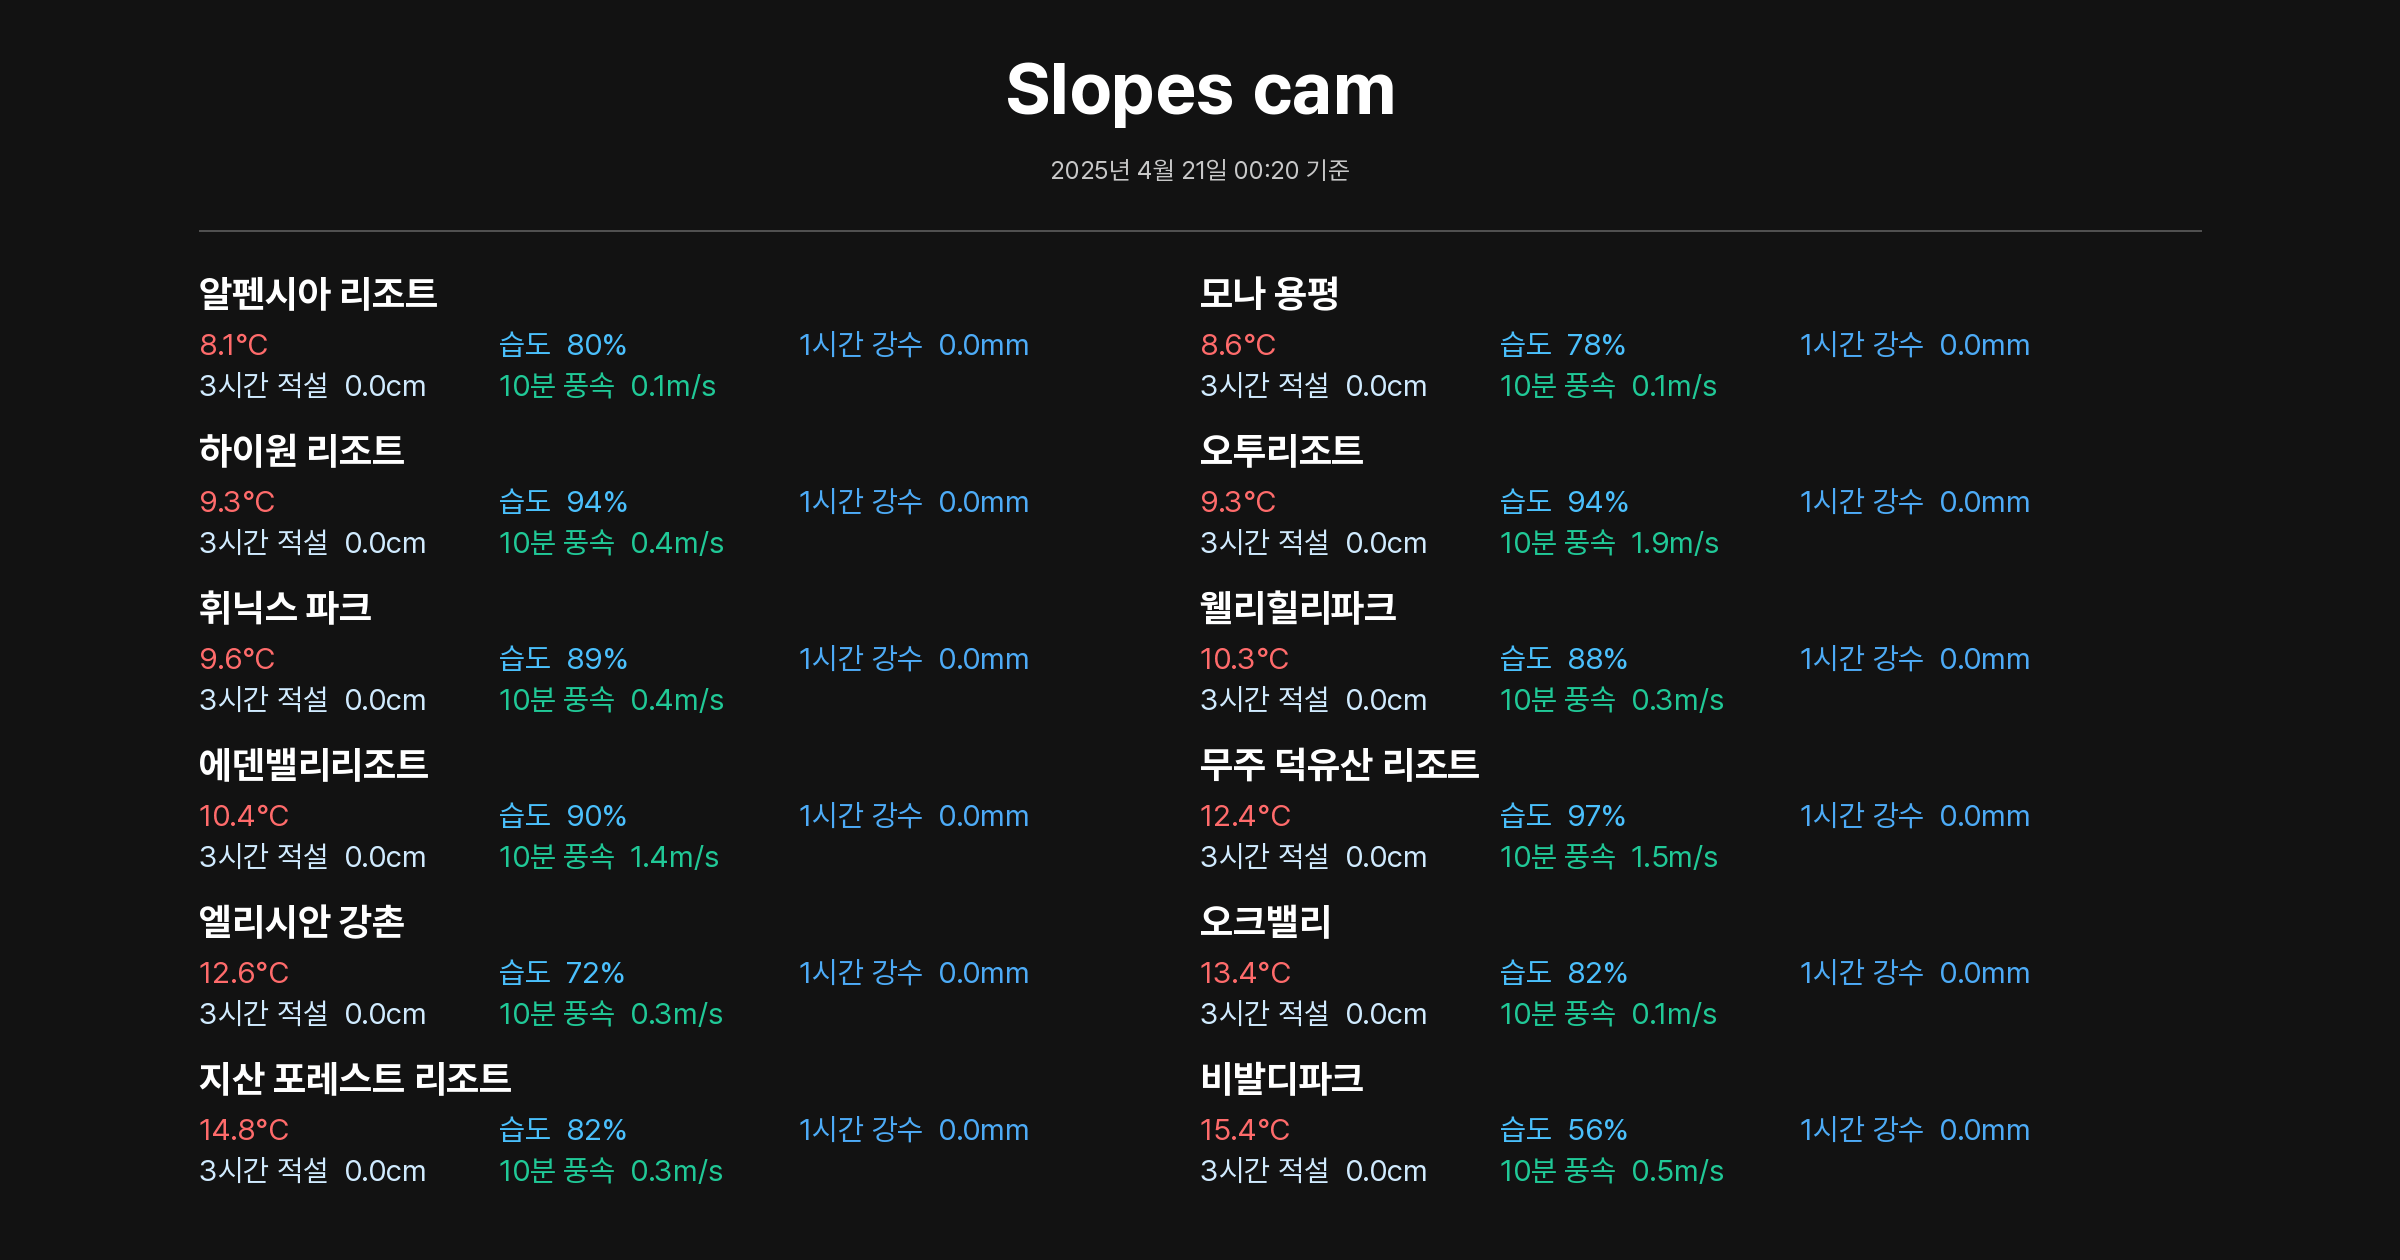 Slopes cam
2025년 4월 21일 00:20 기준
알펜시아 리조트
8.1°C 습도 80% 1시간 강수 0.0mm
3시간 적설 0.0cm 10분 풍속 0.1m/s
모나 용평
8.6°C 습도 78% 1시간 강수 0.0mm
3시간 적설 0.0cm 10분 풍속 0.1m/s
하이원 리조트
9.3°C 습도 94% 1시간 강수 0.0mm
3시간 적설 0.0cm 10분 풍속 0.4m/s
오투리조트
9.3°C 습도 94% 1시간 강수 0.0mm
3시간 적설 0.0cm 10분 풍속 1.9m/s
휘닉스 파크
9.6°C 습도 89% 1시간 강수 0.0mm
3시간 적설 0.0cm 10분 풍속 0.4m/s
웰리힐리파크
10.3°C 습도 88% 1시간 강수 0.0mm
3시간 적설 0.0cm 10분 풍속 0.3m/s
에덴밸리리조트
10.4°C 습도 90% 1시간 강수 0.0mm
3시간 적설 0.0cm 10분 풍속 1.4m/s
무주 덕유산 리조트
12.4°C 습도 97% 1시간 강수 0.0mm
3시간 적설 0.0cm 10분 풍속 1.5m/s
엘리시안 강촌
12.6°C 습도 72% 1시간 강수 0.0mm
3시간 적설 0.0cm 10분 풍속 0.3m/s
오크밸리
13.4°C 습도 82% 1시간 강수 0.0mm
3시간 적설 0.0cm 10분 풍속 0.1m/s
지산 포레스트 리조트
14.8°C 습도 82% 1시간 강수 0.0mm
3시간 적설 0.0cm 10분 풍속 0.3m/s
비발디파크
15.4°C 습도 56% 1시간 강수 0.0mm
3시간 적설 0.0cm 10분 풍속 0.5m/s